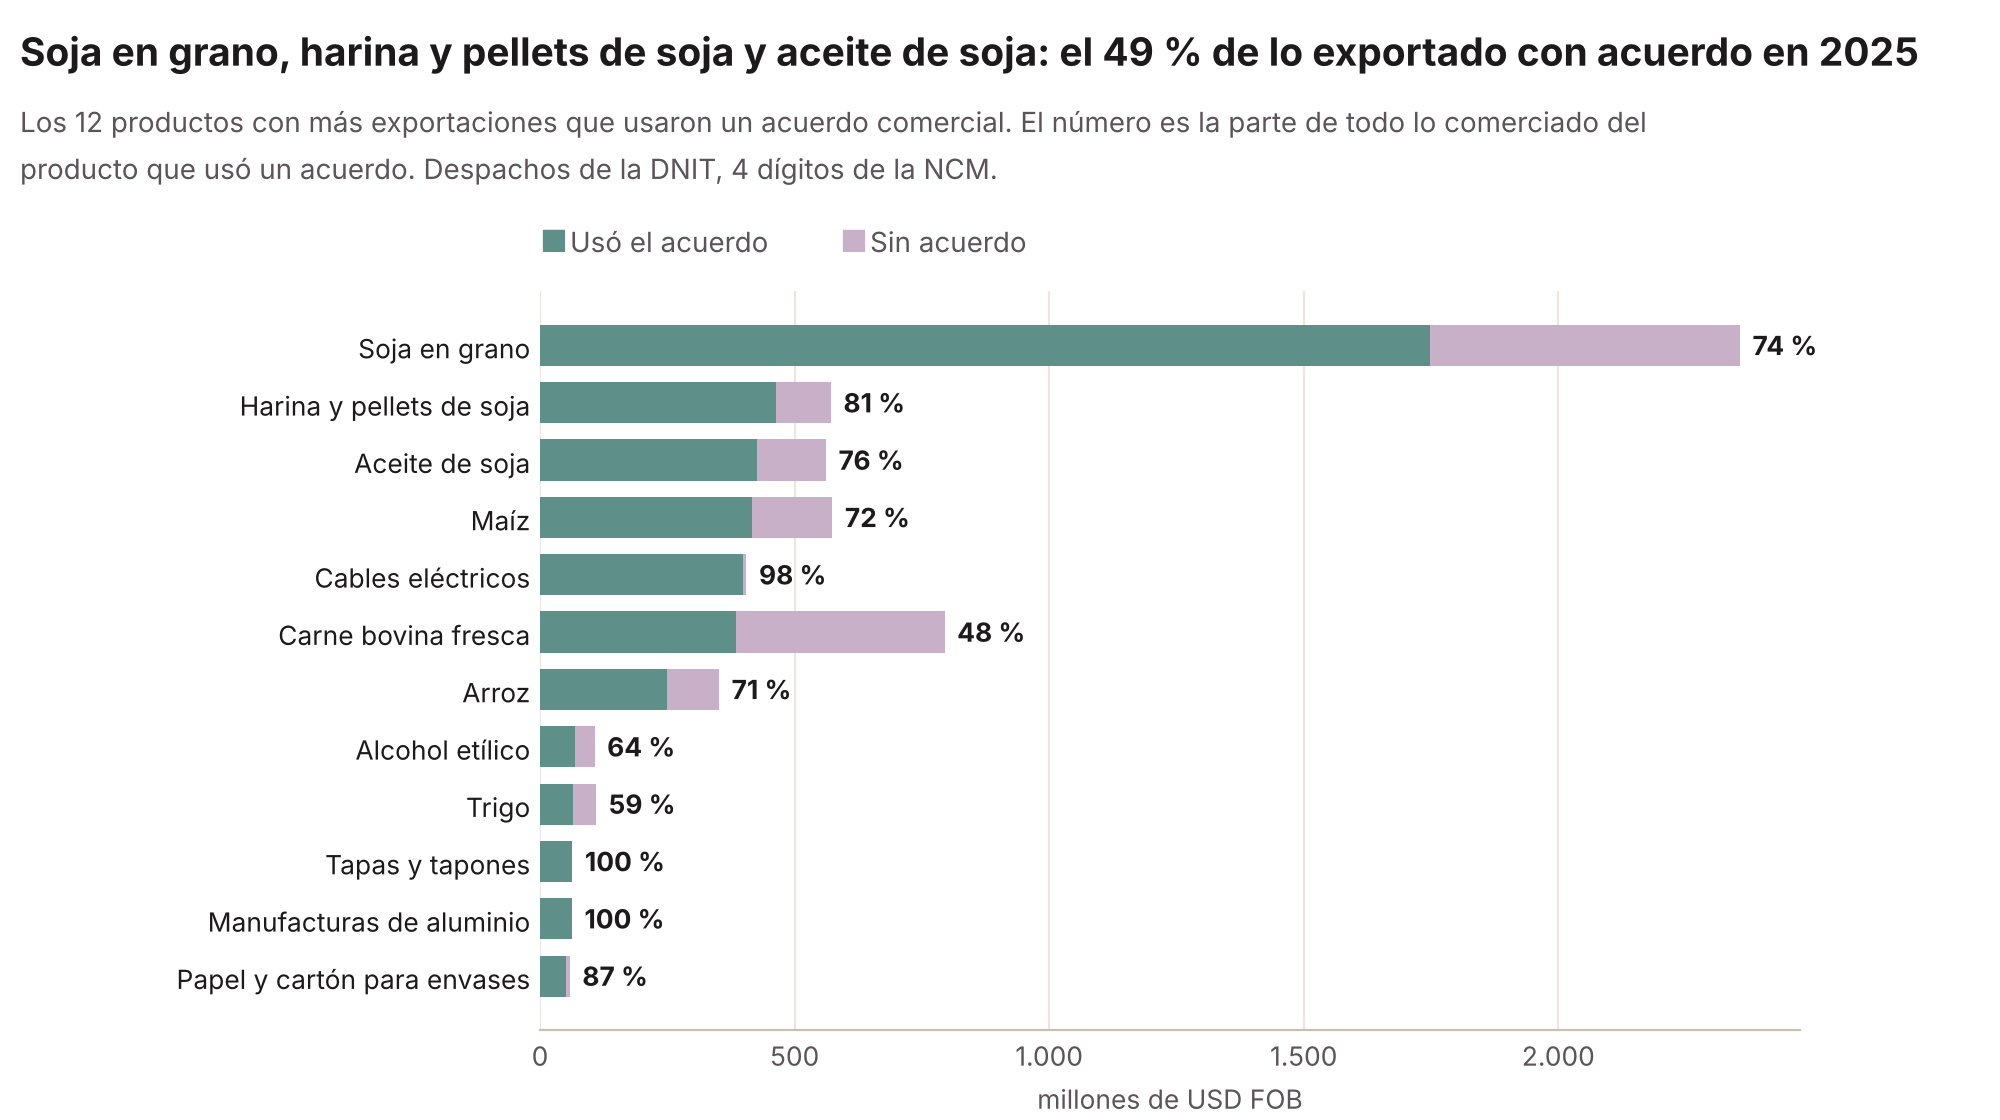 Soja en grano, harina y pellets de soja y aceite de soja: el 49 % de lo exportado con acuerdo en 2025
Los 12 productos con más exportaciones que usaron un acuerdo comercial. El número es la parte de todo lo comerciado del
producto que usó un acuerdo. Despachos de la DNIT, 4 dígitos de la NCM.
Usó el acuerdo Sin acuerdo
Soja en grano 74 %
Harina y pellets de soja 81 %
Aceite de soja 76 %
Maíz 72 %
Cables eléctricos 98 %
Carne bovina fresca 48 %
Arroz 71 %
Alcohol etílico 64 %
Trigo 59 %
Tapas y tapones 100 %
Manufacturas de aluminio 100 %
Papel y cartón para envases 87 %
0 500 1.000 1.500 2.000
millones de USD FOB